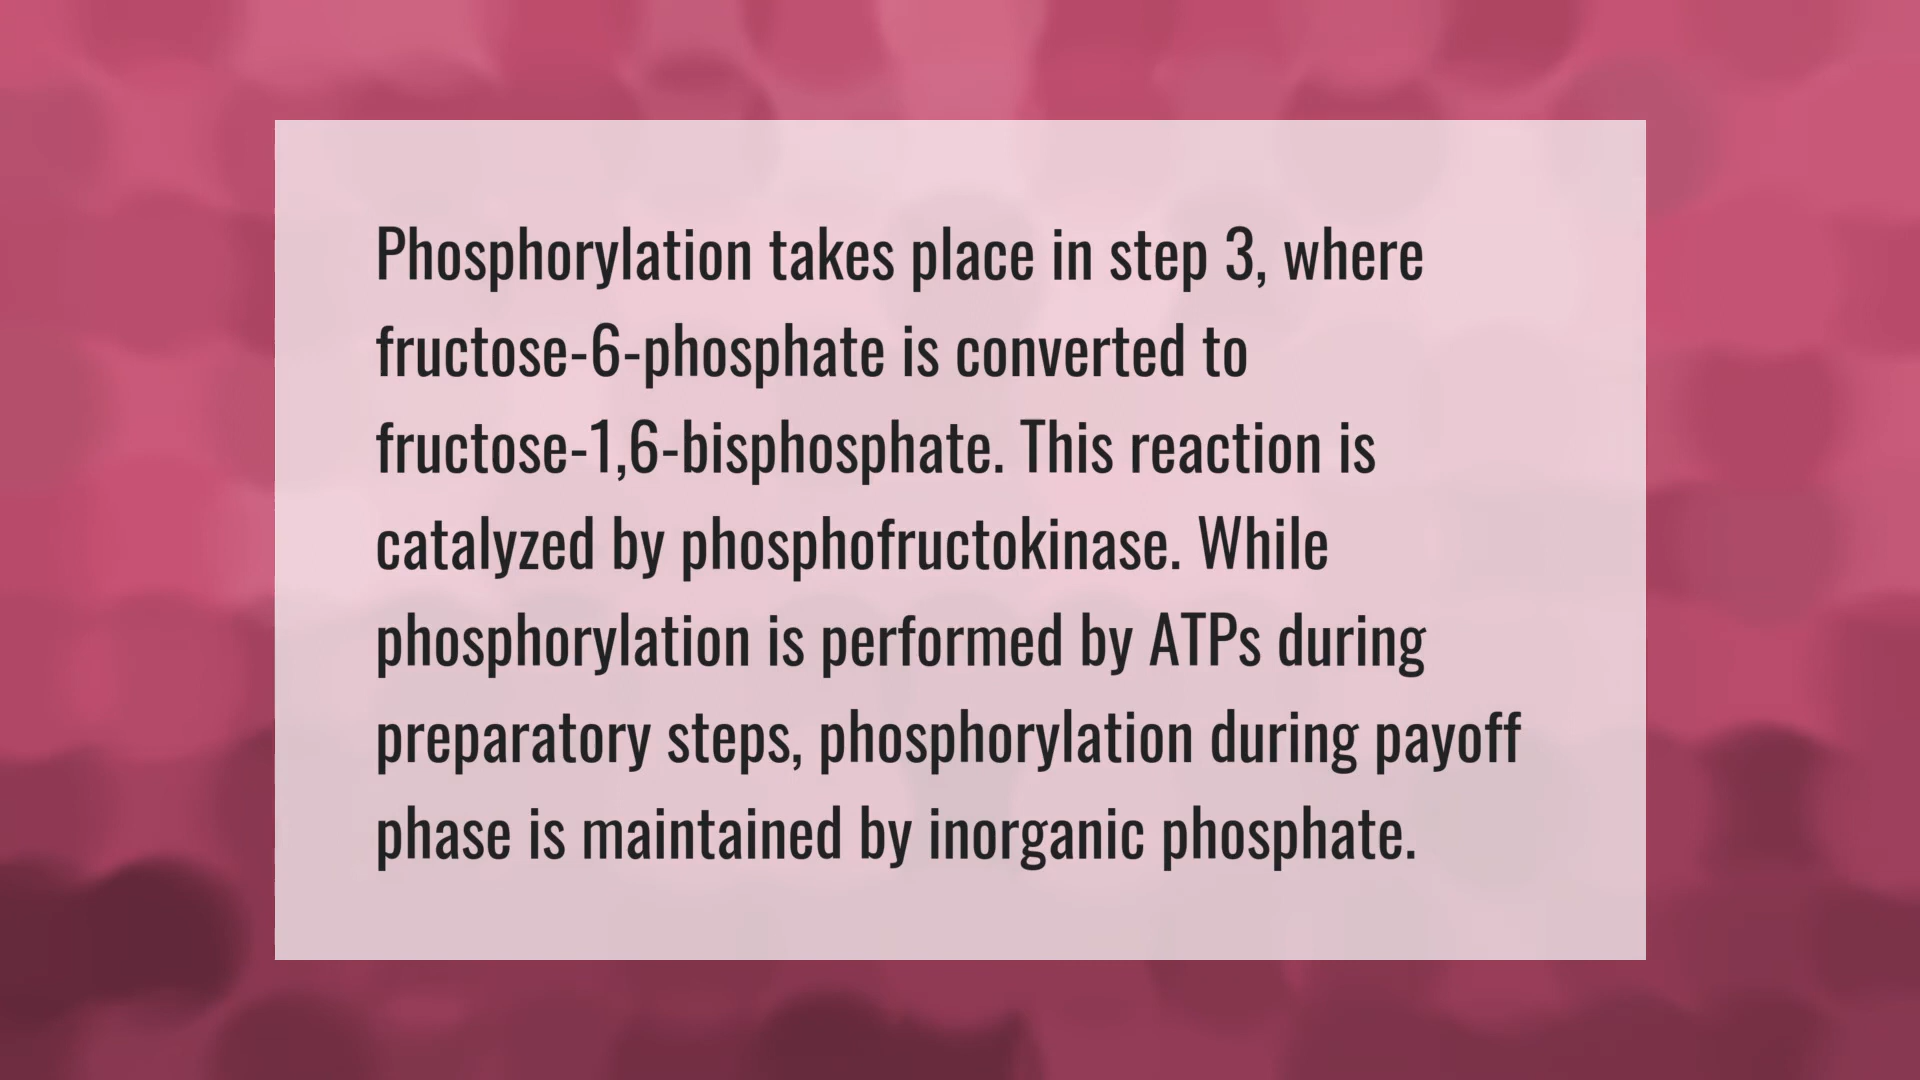 Phosphorylation takes place in step 3, where
fructose-6-phosphate is converted to
fructose-1,6-bisphosphate. This reaction is
catalyzed by phosphofructokinase. While
phosphorylation is performed by ATPs during
preparatory steps, phosphorylation during payoff
phase is maintained by inorganic phosphate.